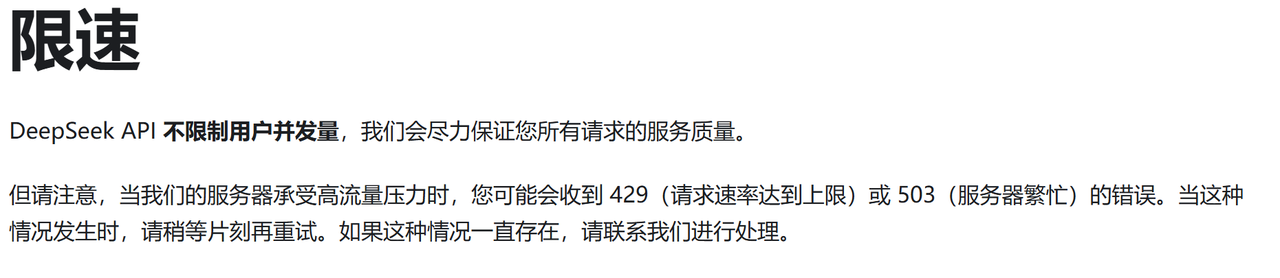 限速
DeepSeek API 不限制用户并发量，我们会尽力保证您所有请求的服务质量。
但请注意，当我们的服务器承受高流量压力时，您可能会收到 429（请求速率达到上限）或 503（服务器繁忙）的错误。当这种
情况发生时，请稍等片刻再重试。如果这种情况一直存在，请联系我们进行处理。